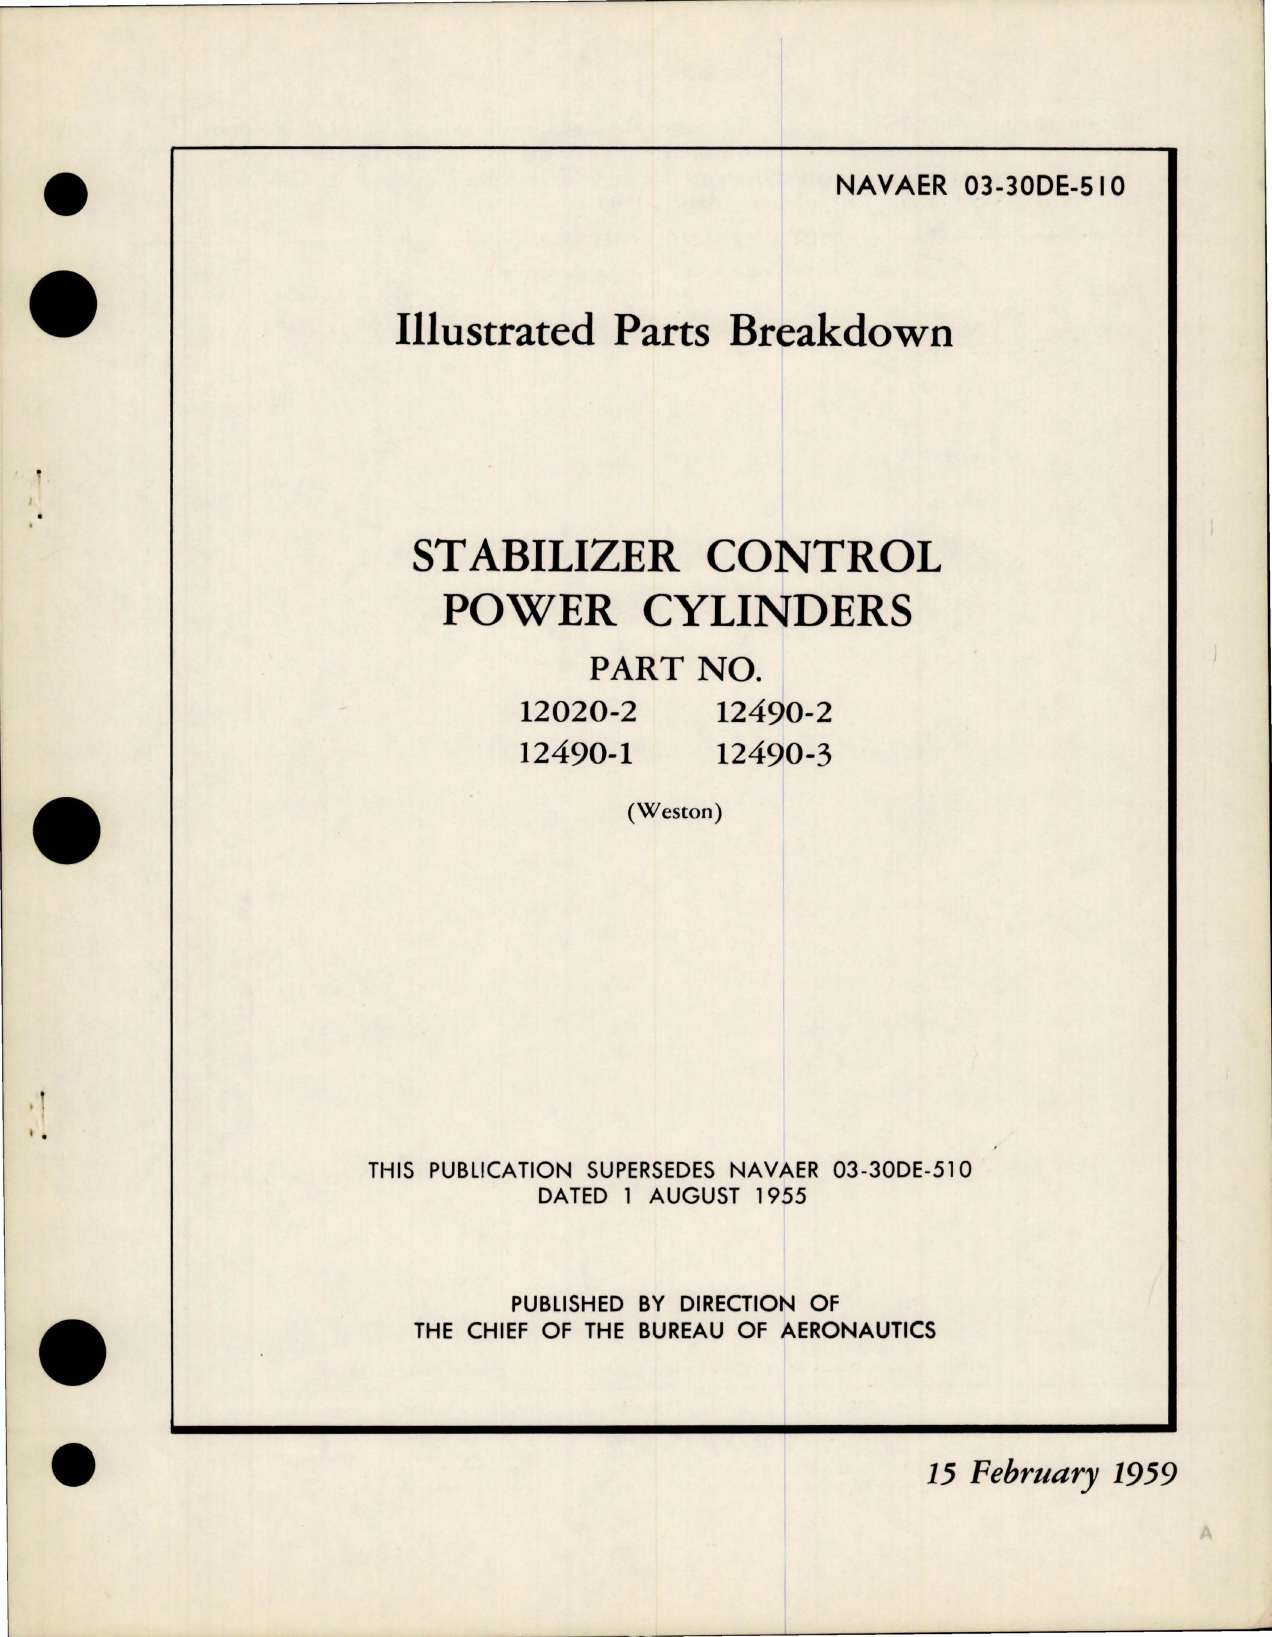 NAVAER 03-30DE-510
Illustrated Parts Breakdown
STABILIZER CONTROL
POWER CYLINDERS
PART NO.
12020-2 12490-2
12490-1 12490-3
(Weston)
THIS PUBLICATION SUPERSEDES NAVAER 03-30DE-510
DATED 1 AUGUST 1955
PUBLISHED BY DIRECTION OF
THE CHIEF OF THE BUREAU OF AERONAUTICS
15 February 1959
A